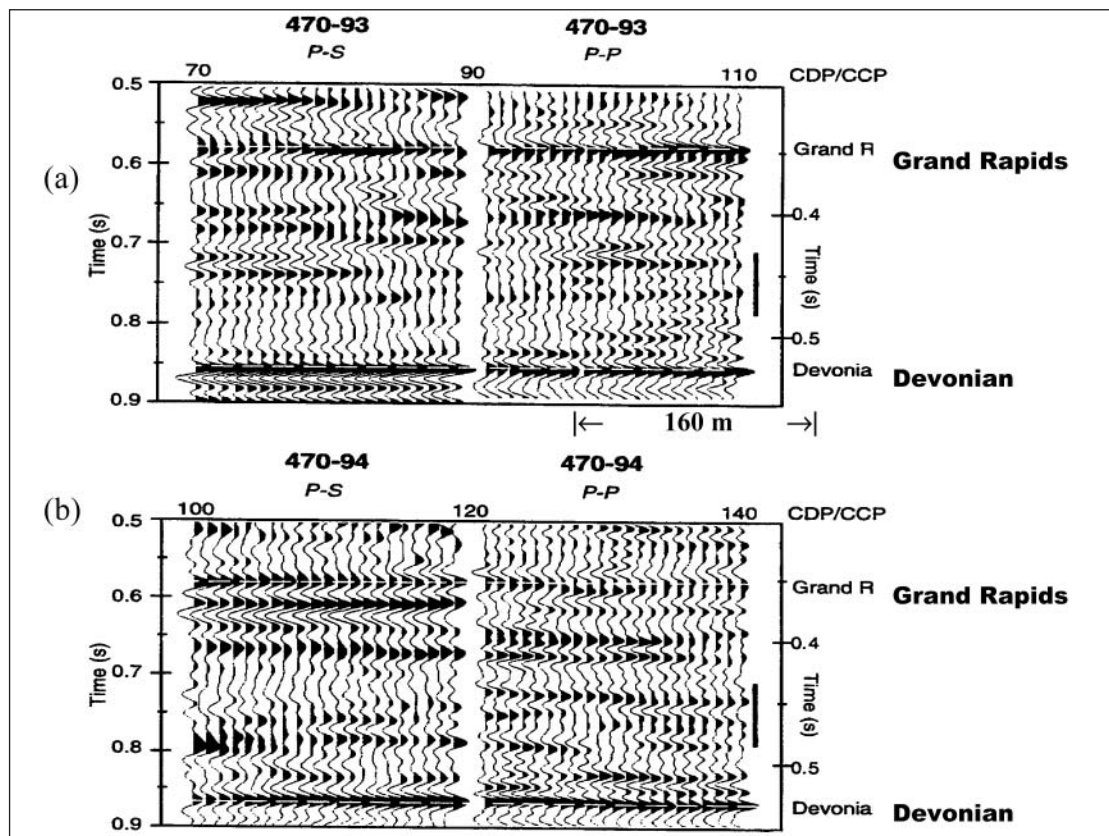 470-93 470-93
P-S P-P
70 90 110 CDP/CCP
0.5
Grand R Grand Rapids
(a)
0.6
0.4
0.7
Time (s) Time (s)
0.8
0.5
Devonia Devonian
0.9
|← 160 m →|
470-94 470-94
P-S P-P
100 120 140 CDP/CCP
(b)
0.5
Grand R Grand Rapids
0.6
0.4
0.7
Time (s) Time (s)
0.8
0.5
Devonia Devonian
0.9